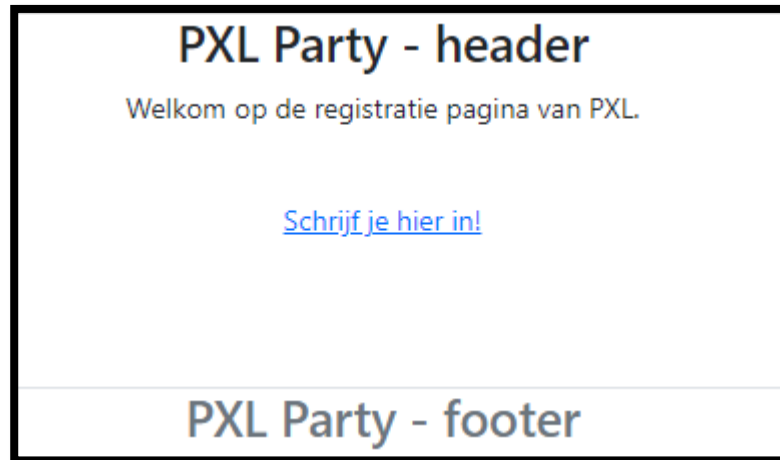 PXL Party - header
Welkom op de registratie pagina van PXL.
Schrijf je hier in!
PXL Party - footer